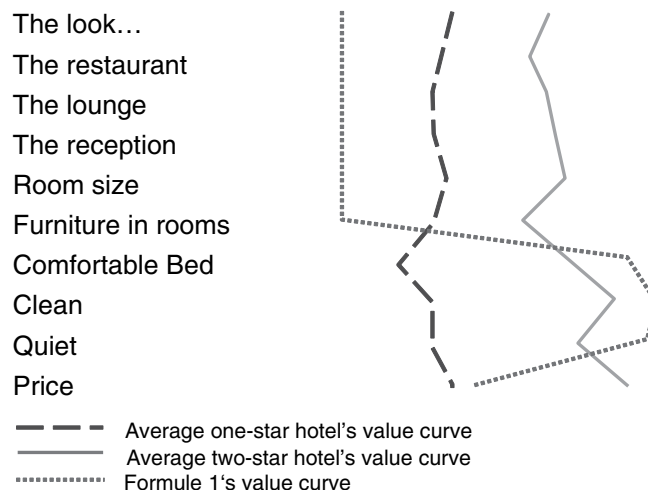 The look…
The restaurant
The lounge
The reception
Room size
Furniture in rooms
Comfortable Bed
Clean
Quiet
Price
Average one-star hotel’s value curve
Average two-star hotel’s value curve
Formule 1‘s value curve